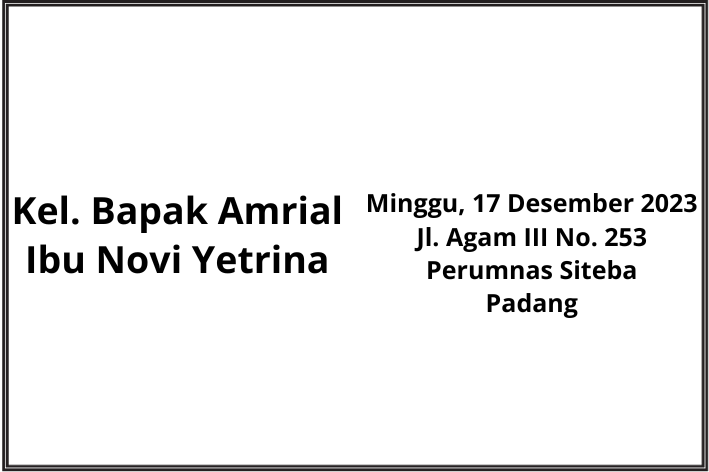 Kel. Bapak Amrial
Ibu Novi Yetrina
Minggu, 17 Desember 2023
Jl. Agam III No. 253
Perumnas Siteba
Padang